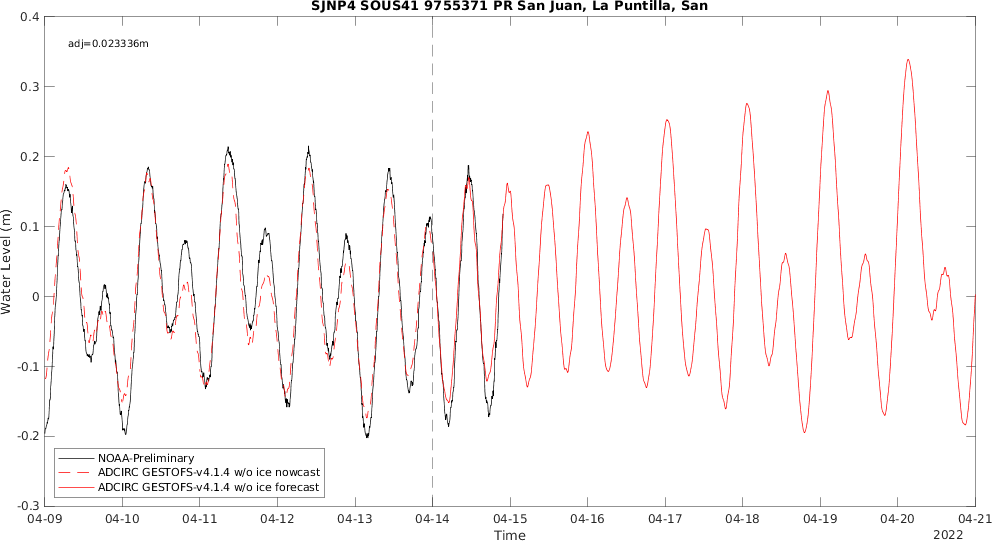 SJNP4 SOUS41 9755371 PR San Juan, La Puntilla, San
adj=0.023336m
Water Level (m)
0.4
0.3
0.2
0.1
0
-0.1
-0.2
-0.3
NOAA-Preliminary
ADCIRC GESTOFS-v4.1.4 w/o ice nowcast
ADCIRC GESTOFS-v4.1.4 w/o ice forecast
04-09 04-10 04-11 04-12 04-13 04-14 04-15 04-16 04-17 04-18 04-19 04-20 04-21
Time
2022